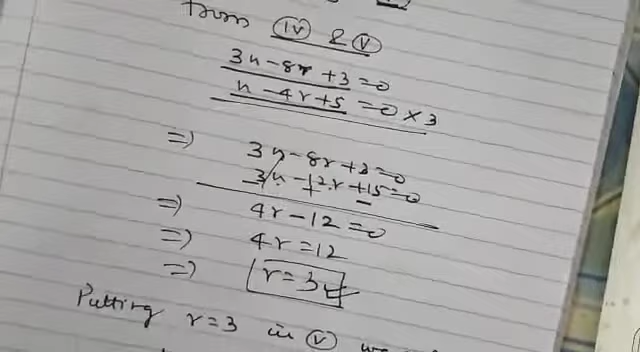 from (iv) & (v)
3n-8r+3=0
n-4r+5=0×3
=) 3n-8r+3=0
3n-12r+15=0
- + -
=) 4r-12=0
=) 4r=12
=) r=3
Putting r=3 in (v) we